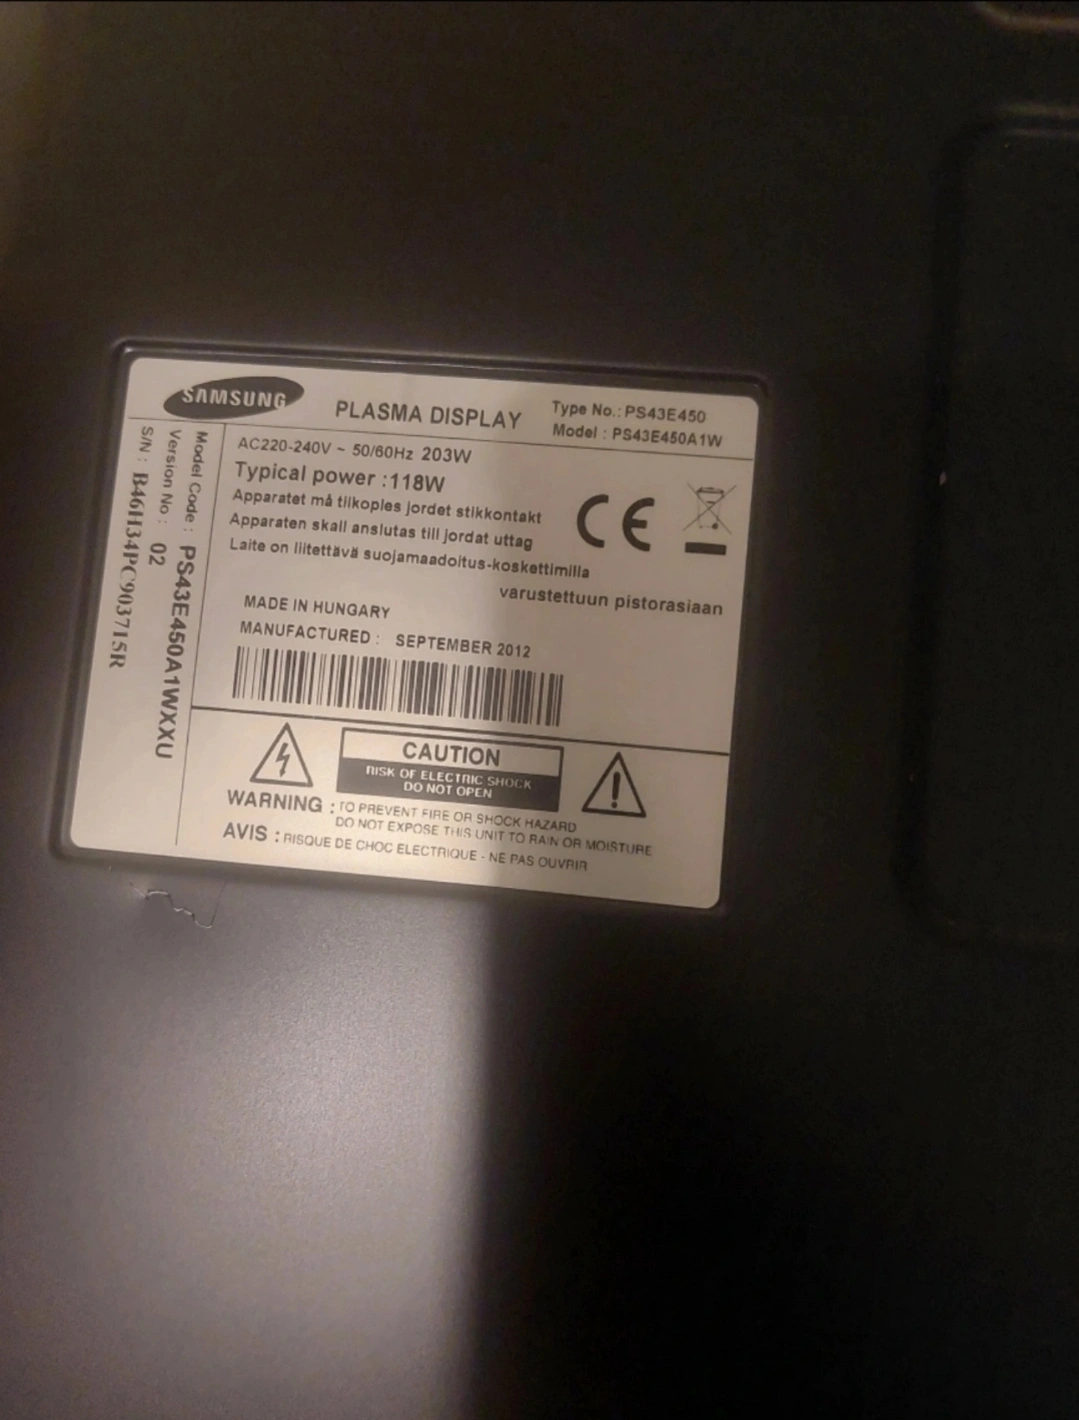 SAMSUNG
PLASMA DISPLAY
Type No.: PS43E450
Model : PS43E450A1W
AC220-240V ~ 50/60Hz 203W
Typical power :118W
Apparatet må tilkoples jordet stikkontakt
Apparaten skall anslutas till jordat uttag
Laite on liitettävä suojamaadoitus-koskettimilla
varustettuun pistorasiaan
CE
MADE IN HUNGARY
MANUFACTURED : SEPTEMBER 2012
Model Code : PS43E450A1WXXU
Version No : 02
S/N : B46H34PC903715R
CAUTION
RISK OF ELECTRIC SHOCK
DO NOT OPEN
WARNING : TO PREVENT FIRE OR SHOCK HAZARD
DO NOT EXPOSE THIS UNIT TO RAIN OR MOISTURE
AVIS : RISQUE DE CHOC ELECTRIQUE - NE PAS OUVRIR